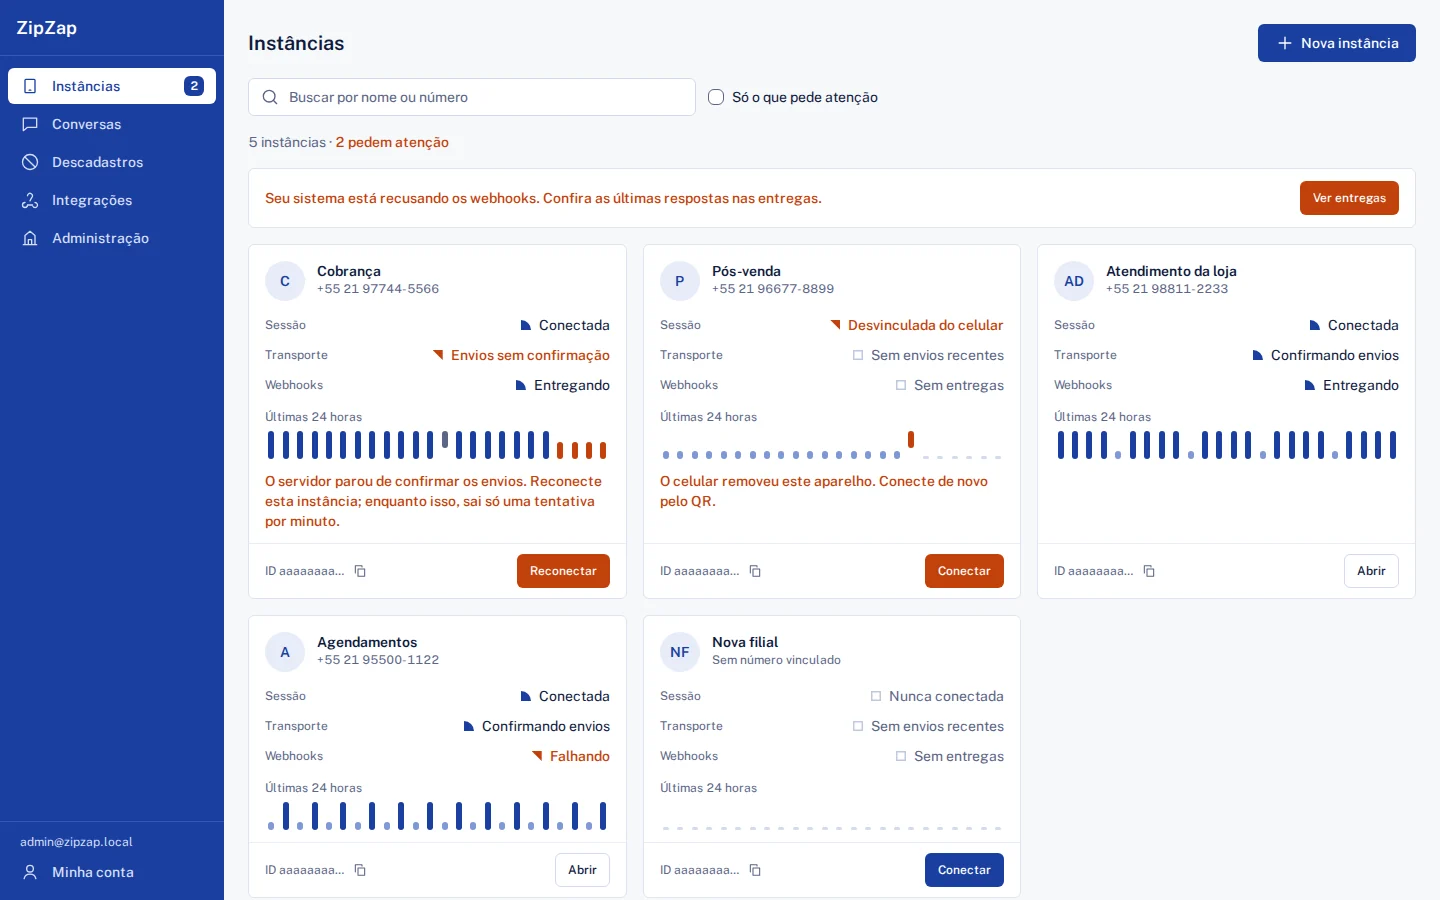 ZipZap
Instâncias
2
Conversas
Descadastros
Integrações
Administração
admin@zipzap.local
Minha conta
Instâncias
Nova instância
Buscar por nome ou número
Só o que pede atenção
5 instâncias · 2 pedem atenção
Seu sistema está recusando os webhooks. Confira as últimas respostas nas entregas.
Ver entregas
C
Cobrança
+55 21 97744-5566
Sessão
Conectada
Transporte
Envios sem confirmação
Webhooks
Entregando
Últimas 24 horas
O servidor parou de confirmar os envios. Reconecte
esta instância; enquanto isso, sai só uma tentativa
por minuto.
ID aaaaaaaa...
Reconectar
P
Pós-venda
+55 21 96677-8899
Sessão
Desvinculada do celular
Transporte
Sem envios recentes
Webhooks
Sem entregas
Últimas 24 horas
O celular removeu este aparelho. Conecte de novo
pelo QR.
ID aaaaaaaa...
Conectar
AD
Atendimento da loja
+55 21 98811-2233
Sessão
Conectada
Transporte
Confirmando envios
Webhooks
Entregando
Últimas 24 horas
ID aaaaaaaa...
Abrir
A
Agendamentos
+55 21 95500-1122
Sessão
Conectada
Transporte
Confirmando envios
Webhooks
Falhando
Últimas 24 horas
ID aaaaaaaa...
Abrir
NF
Nova filial
Sem número vinculado
Sessão
Nunca conectada
Transporte
Sem envios recentes
Webhooks
Sem entregas
Últimas 24 horas
ID aaaaaaaa...
Conectar